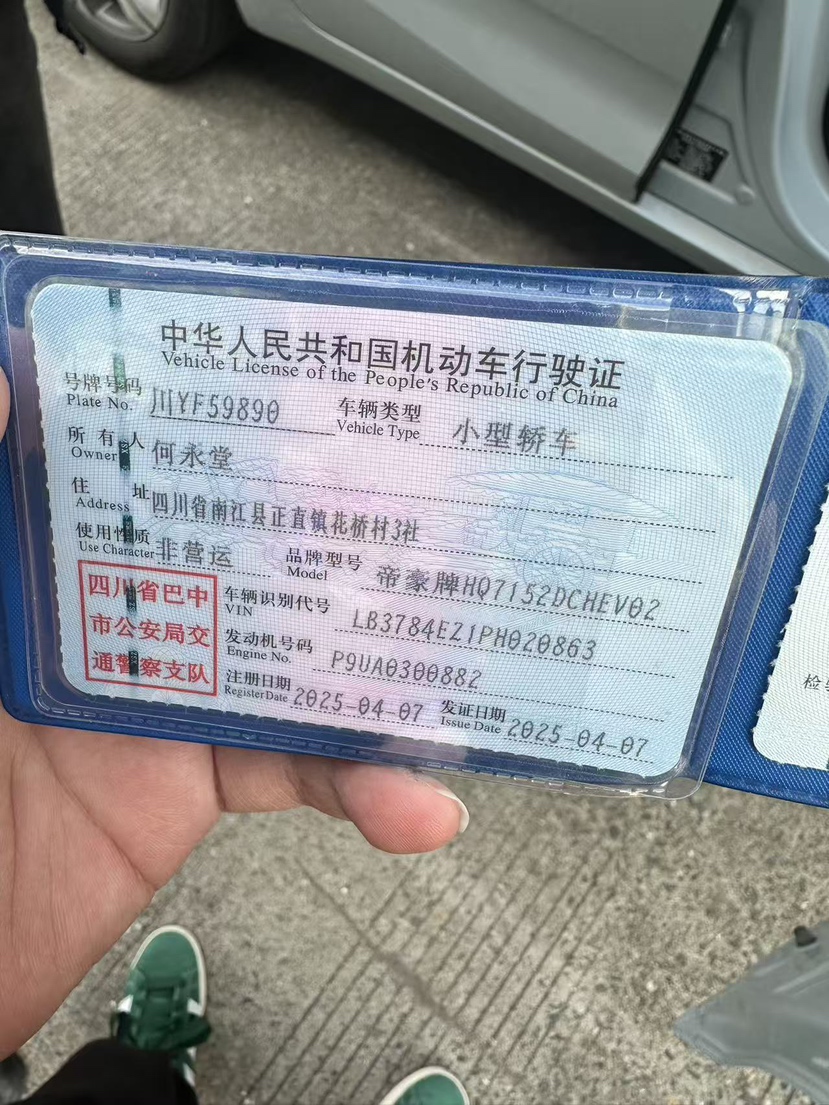 中华人民共和国机动车行驶证
Vehicle License of the People's Republic of China
号牌号码 川YF59890 车辆类型 小型轿车
Plate No. Vehicle Type
所有人 何永堂
Owner
住址 四川省南江县正直镇花桥村3社
Address
使用性质 非营运 品牌型号 帝豪牌HQ7152DCHEV02
Use Character Model
四川省巴中
市公安局交
通警察支队
车辆识别代号 LB3784EZ1PH020863
VIN
发动机号码 P9UA0300882
Engine No.
注册日期 2025-04-07 发证日期 2025-04-07
Register Date Issue Date
检